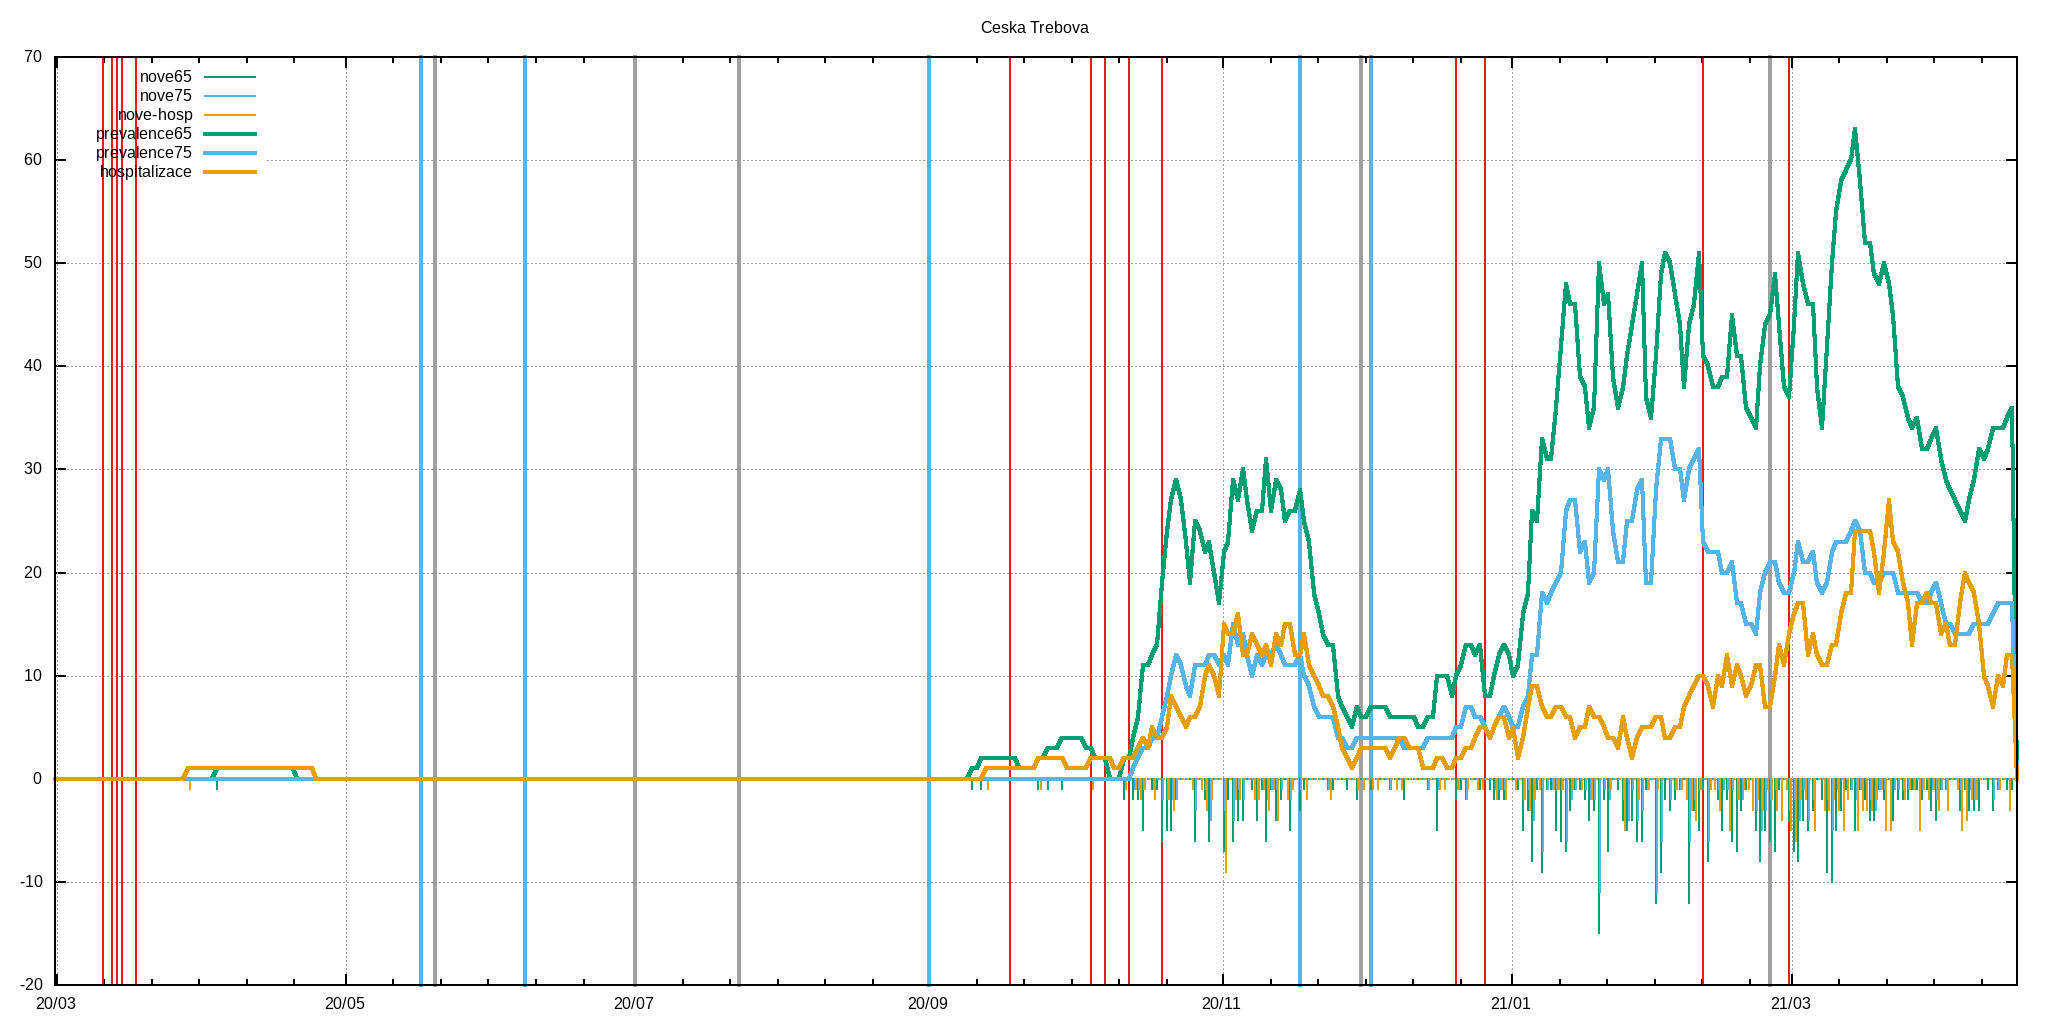 Ceska Trebova
70
nove65
nove75
nove-hosp
prevalence65
prevalence75
hospitalizace
60
50
40
30
20
10
0
-10
-20
20/03 20/05 20/07 20/09 20/11 21/01 21/03